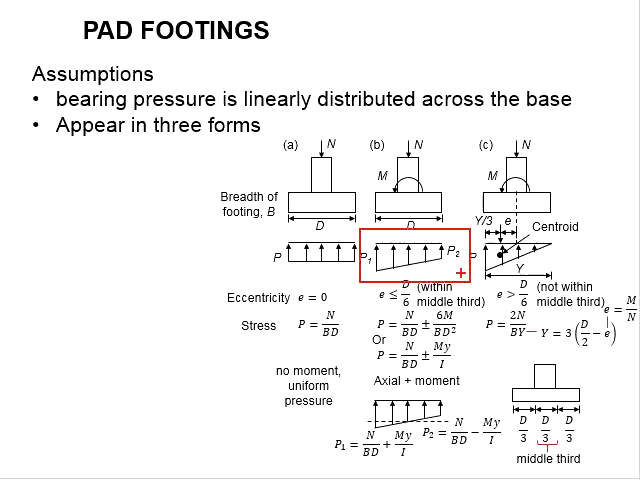 PAD FOOTINGS
Assumptions
• bearing pressure is linearly distributed across the base
• Appear in three forms
(a) N (b) N (c) N
M M
Breadth of
footing, B
D D Y/3 e Centroid
P P₁ P₂ P Y
Eccentricity e = 0 e ≤ D/6 (within middle third) e > D/6 (not within middle third) e = M/N
Stress P = N/BD P = N/BD ± 6M/BD² P = 2N/BY Y = 3(D/2 − e)
Or
P = N/BD ± My/I
no moment,
uniform
pressure
Axial + moment
P₁ = N/BD + My/I P₂ = N/BD − My/I
D/3 D/3 D/3
middle third